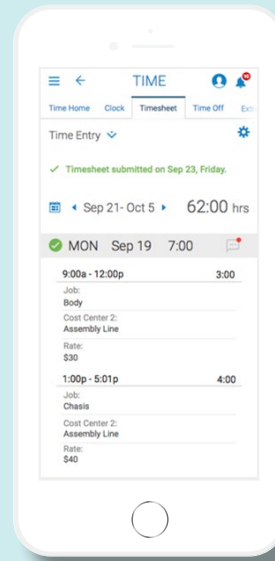 TIME
Time Home Clock Timesheet Time Off
Time Entry
Timesheet submitted on Sep 23, Friday.
Sep 21- Oct 5 62:00 hrs
MON Sep 19 7:00
9:00a - 12:00p 3:00
Job:
Body
Cost Center 2:
Assembly Line
Rate:
$30
1:00p - 5:01p 4:00
Job:
Chasis
Cost Center 2:
Assembly Line
Rate:
$40